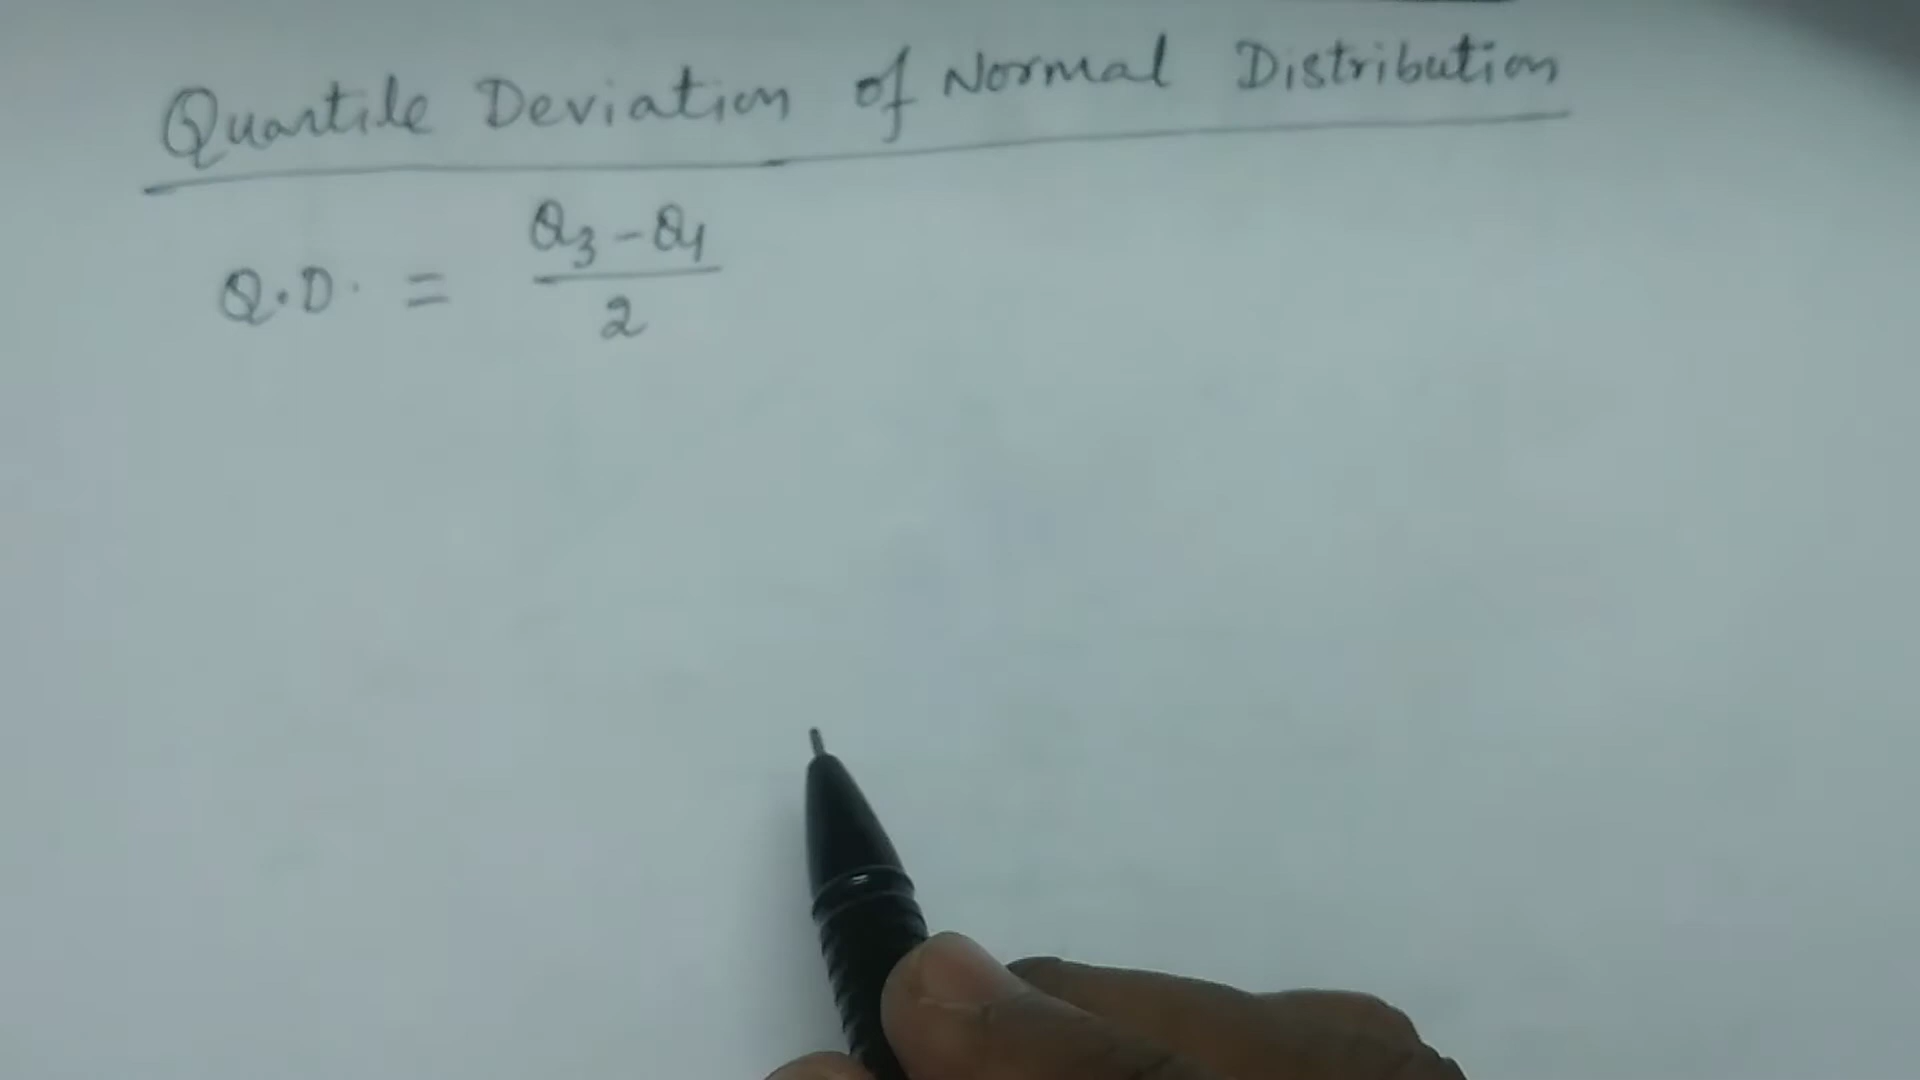 Quartile Deviation of Normal Distribution
Q.D. = Q3 - Q1 / 2